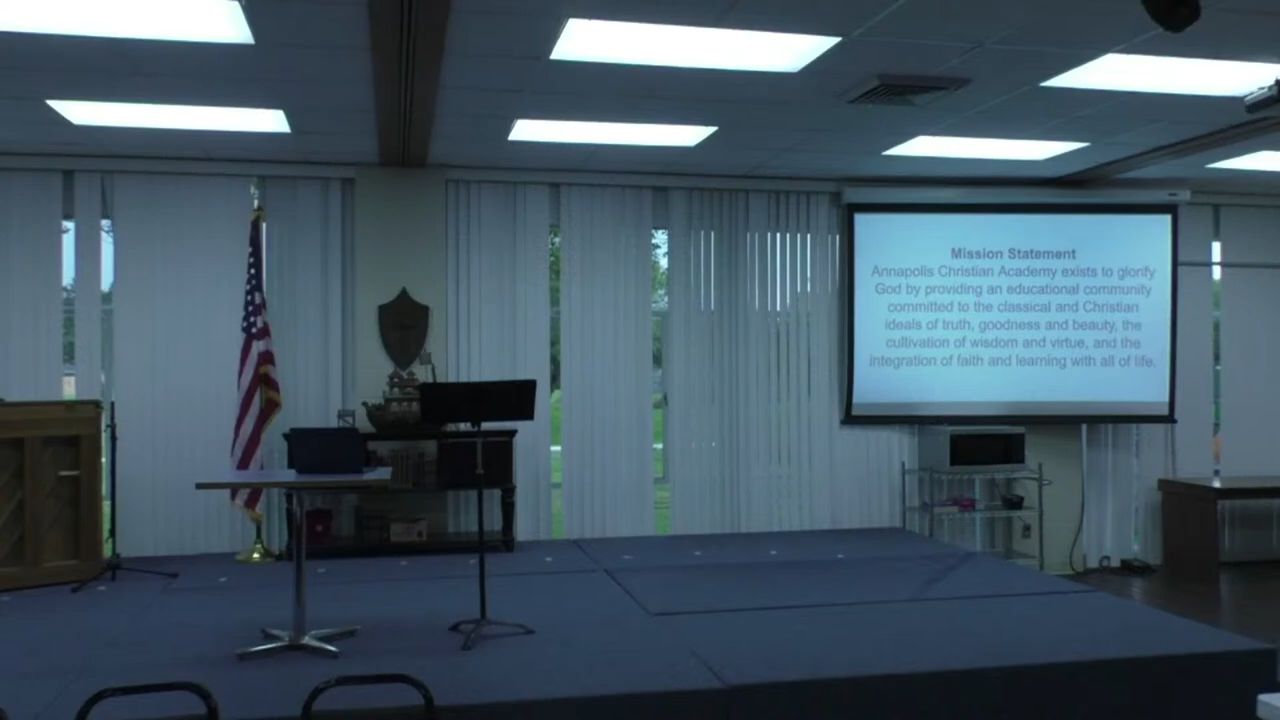 Mission Statement
Annapolis Christian Academy exists to glorify
God by providing an educational community
committed to the classical and Christian
ideals of truth, goodness and beauty, the
cultivation of wisdom and virtue, and the
integration of faith and learning with all of life.